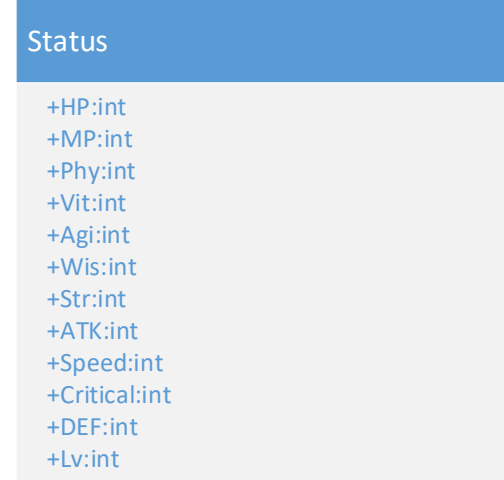 Status
+HP:int
+MP:int
+Phy:int
+Vit:int
+Agi:int
+Wis:int
+Str:int
+ATK:int
+Speed:int
+Critical:int
+DEF:int
+Lv:int